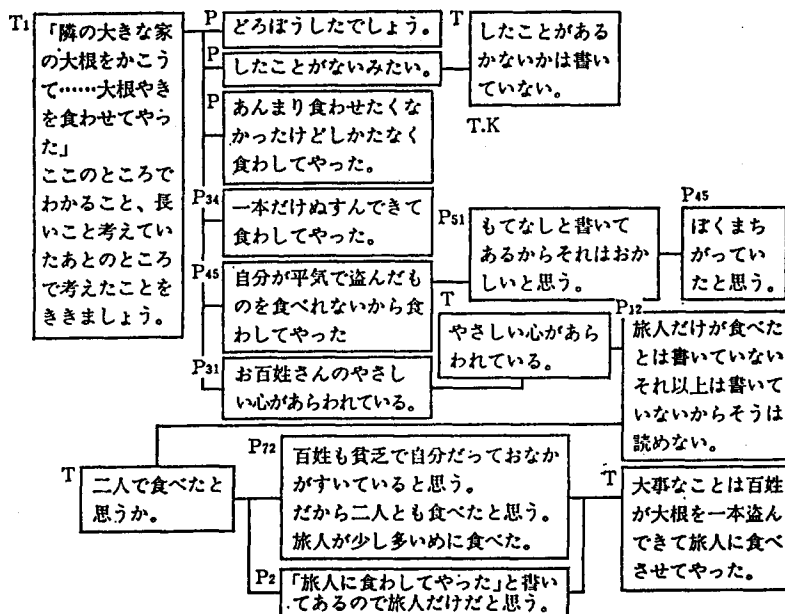 T1
「隣の大きな家
の大根をかこう
て……大根やき
を食わせてやっ
た」
ここのところで
わかること、長
いこと考えてい
たあとのところ
で考えたことを
ききましょう。
P
どろぼうしたでしょう。
P
したことがないみたい。
T
したことがある
かないかは書い
ていない。
T.K
P
あんまり食わせたくな
かったけどしかたなく
食わしてやった。
P34
一本だけぬすんできて
食わしてやった。
P45
自分が平気で盗んだも
のを食べれないから食
わしてやった
P51
もてなしと書いて
あるからそれはおか
しいと思う。
P45
ぼくまち
がってい
たと思う。
P31
お百姓さんのやさし
い心があらわれている。
T
やさしい心があら
われている。
P12
旅人だけが食べた
とは書いていない
それ以上は書いて
いないからそうは
読めない。
T
二人で食べたと
思うか。
P72
百姓も貧乏で自分だっておなか
がすいていると思う。
だから二人とも食べたと思う。
旅人が少し多いめに食べた。
P2
「旅人に食わしてやった」と書い
てあるので旅人だけだと思う。
T
大事なことは百姓
が大根を一本盗ん
できて旅人に食べ
させてやった。